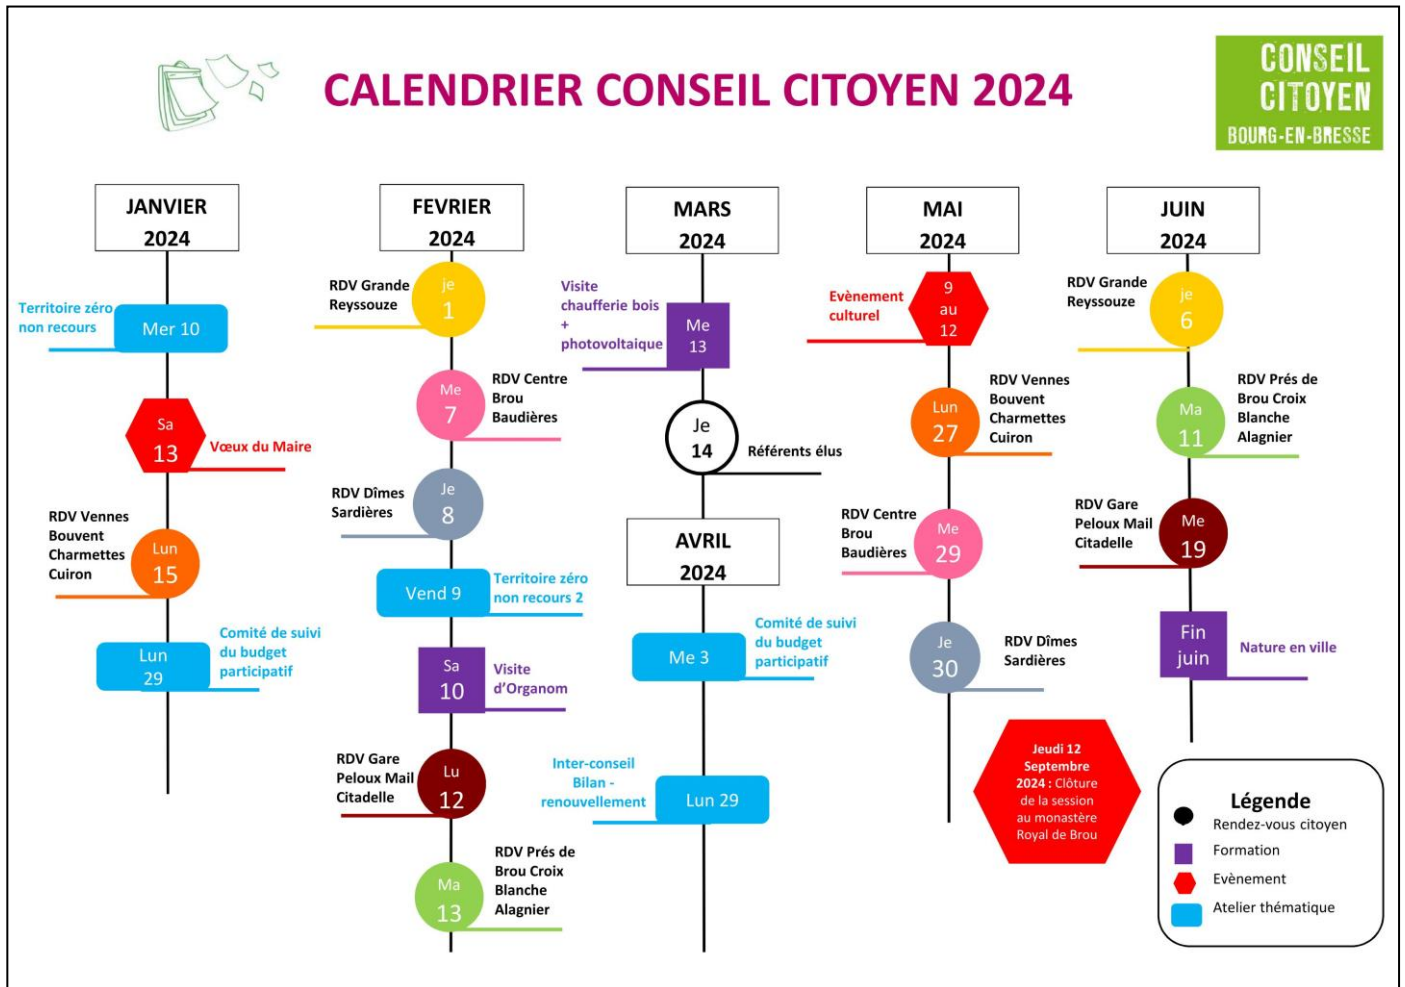 CALENDRIER CONSEIL CITOYEN 2024
CONSEIL
CITOYEN
BOURG-EN-BRESSE
JANVIER
2024
Territoire zéro
non recours
Mer 10
Sa
13
Vœux du Maire
RDV Vennes
Bouvent
Charmettes
Cuiron
Lun
15
Lun
29
Comité de suivi
du budget
participatif
FEVRIER
2024
RDV Grande
Reyssouze
je
1
Me
7
RDV Centre
Brou
Baudières
RDV Dîmes
Sardières
Je
8
Vend 9
Territoire zéro
non recours 2
Sa
10
Visite
d'Organom
RDV Gare
Peloux Mail
Citadelle
Lu
12
Ma
13
RDV Prés de
Brou Croix
Blanche
Alagnier
MARS
2024
Visite
chaufferie bois
+
photovoltaique
Me
13
Je
14
Référents élus
AVRIL
2024
Me 3
Comité de suivi
du budget
participatif
Inter-conseil
Bilan -
renouvellement
Lun 29
MAI
2024
Evènement
culturel
9
au
12
Lun
27
RDV Vennes
Bouvent
Charmettes
Cuiron
RDV Centre
Brou
Baudières
Me
29
Je
30
RDV Dîmes
Sardières
Jeudi 12
Septembre
2024 : Clôture
de la session
au monastère
Royal de Brou
JUIN
2024
RDV Grande
Reyssouze
je
6
Ma
11
RDV Prés de
Brou Croix
Blanche
Alagnier
RDV Gare
Peloux Mail
Citadelle
Me
19
Fin
juin
Nature en ville
Légende
Rendez-vous citoyen
Formation
Evènement
Atelier thématique